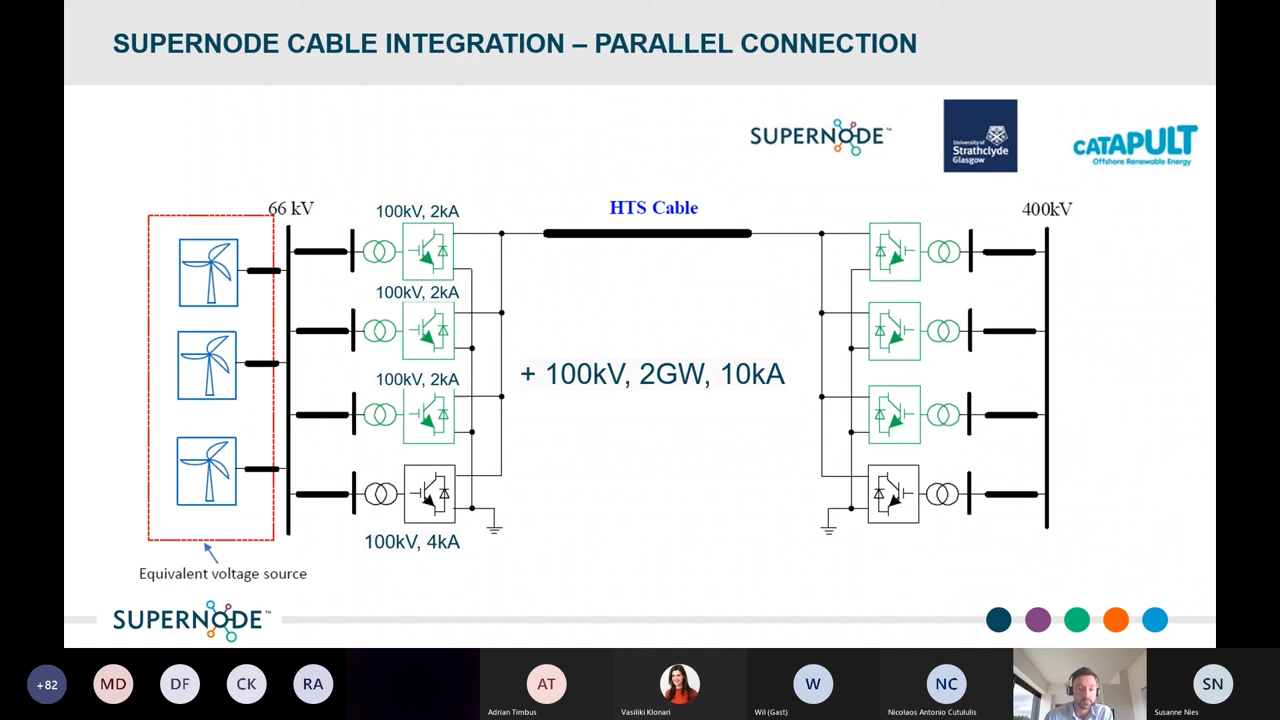 SUPERNODE CABLE INTEGRATION – PARALLEL CONNECTION
SUPERNODE™
University of
Strathclyde
Glasgow
CATAPULT
Offshore Renewable Energy
66 kV
100kV, 2kA
HTS Cable
400kV
100kV, 2kA
100kV, 2kA
+ 100kV, 2GW, 10kA
100kV, 4kA
Equivalent voltage source
SUPERNODE™
+82
MD
DF
CK
RA
AT
Adrian Timbus
Vasiliki Klonari
W
Wil (Gast)
NC
Nicolaos Antonio Cutululis
SN
Susanne Nies